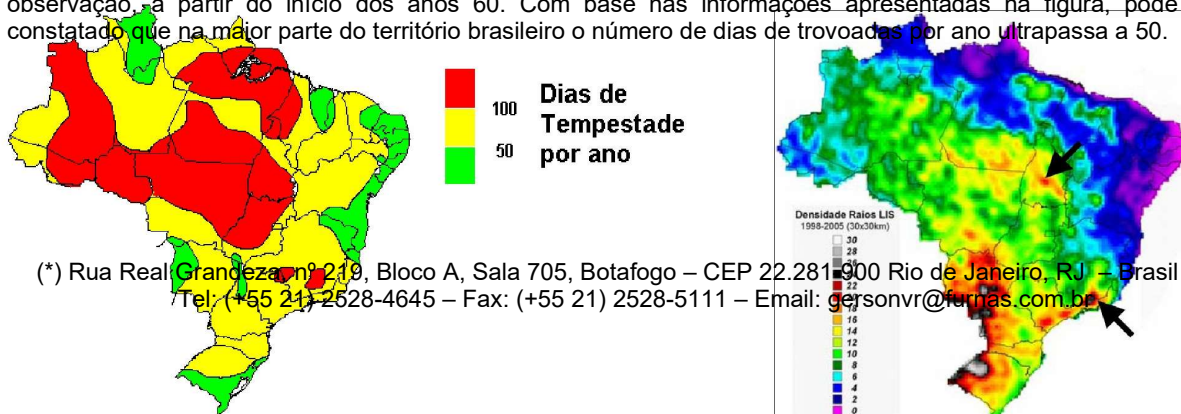 observação, a partir do início dos anos 60. Com base nas informações apresentadas na figura, pode
constatado que na maior parte do território brasileiro o número de dias de trovoadas por ano ultrapassa a 50.
100
50
Dias de
Tempestade
por ano
Densidade Raios LIS
1998-2005 (30x30km)
30
28
(*) Rua Real Grandeza, nº 219, Bloco A, Sala 705, Botafogo – CEP 22.281-900 Rio de Janeiro, RJ – Brasil
22
Tel: (+55 21) 2528-4645 – Fax: (+55 21) 2528-5111 – Email: gersonvr@furnas.com.br
18
16
14
12
10
8
6
4
2
0